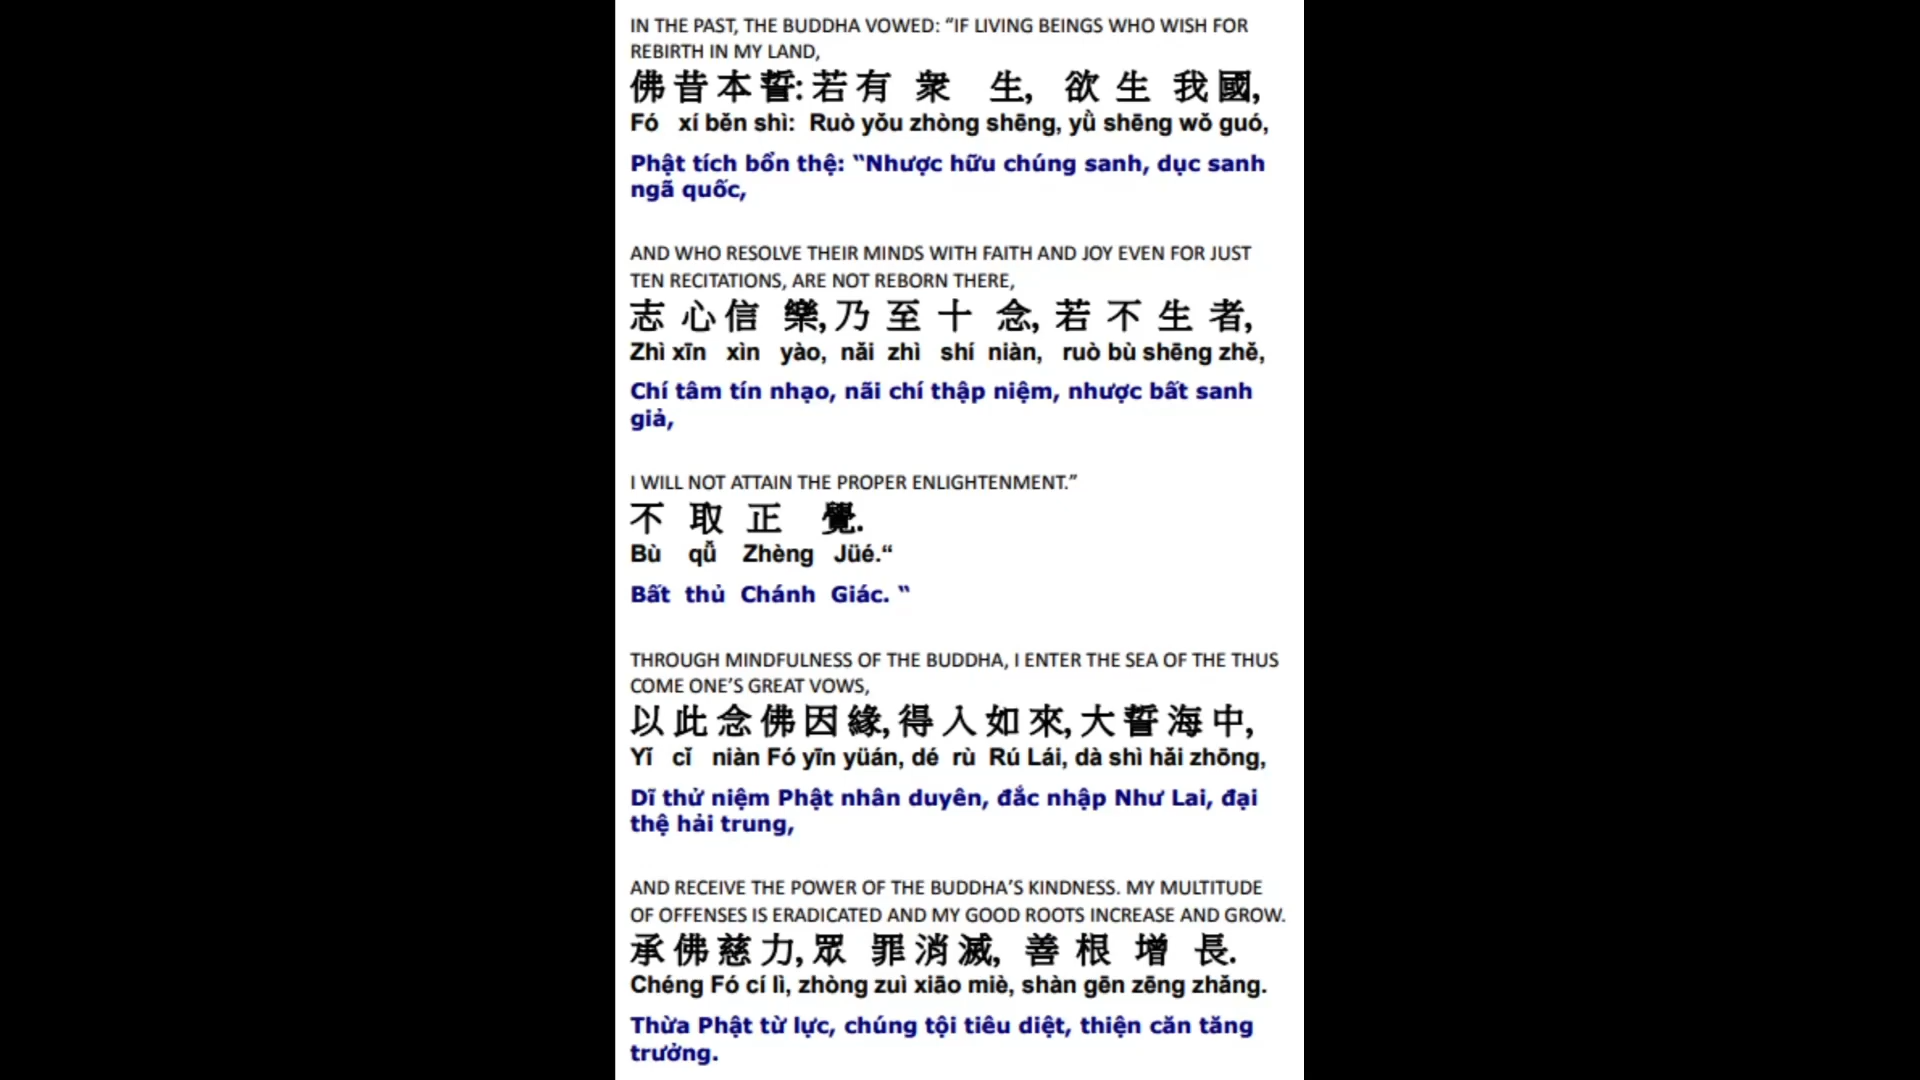 IN THE PAST, THE BUDDHA VOWED: “IF LIVING BEINGS WHO WISH FOR
REBIRTH IN MY LAND,
佛昔本誓:若有衆生,欲生我國,
Fó xí běn shì: Ruò yǒu zhòng shēng, yǜ shēng wǒ guó,
Phật tích bổn thệ: “Nhược hữu chúng sanh, dục sanh
ngã quốc,
AND WHO RESOLVE THEIR MINDS WITH FAITH AND JOY EVEN FOR JUST
TEN RECITATIONS, ARE NOT REBORN THERE,
志心信樂,乃至十念,若不生者,
Zhì xīn xìn yào, nǎi zhì shí niàn, ruò bù shēng zhě,
Chí tâm tín nhạo, nãi chí thập niệm, nhược bất sanh
giả,
I WILL NOT ATTAIN THE PROPER ENLIGHTENMENT.”
不取正覺.
Bù qǚ Zhèng Jüé.“
Bất thủ Chánh Giác. “
THROUGH MINDFULNESS OF THE BUDDHA, I ENTER THE SEA OF THE THUS
COME ONE’S GREAT VOWS,
以此念佛因緣,得入如來,大誓海中,
Yǐ cǐ niàn Fó yīn yüán, dé rù Rú Lái, dà shì hǎi zhōng,
Dĩ thử niệm Phật nhân duyên, đắc nhập Như Lai, đại
thệ hải trung,
AND RECEIVE THE POWER OF THE BUDDHA’S KINDNESS. MY MULTITUDE
OF OFFENSES IS ERADICATED AND MY GOOD ROOTS INCREASE AND GROW.
承佛慈力,眾罪消滅,善根增長.
Chéng Fó cí lì, zhòng zuì xiāo miè, shàn gēn zēng zhǎng.
Thừa Phật từ lực, chúng tội tiêu diệt, thiện căn tăng
trưởng.